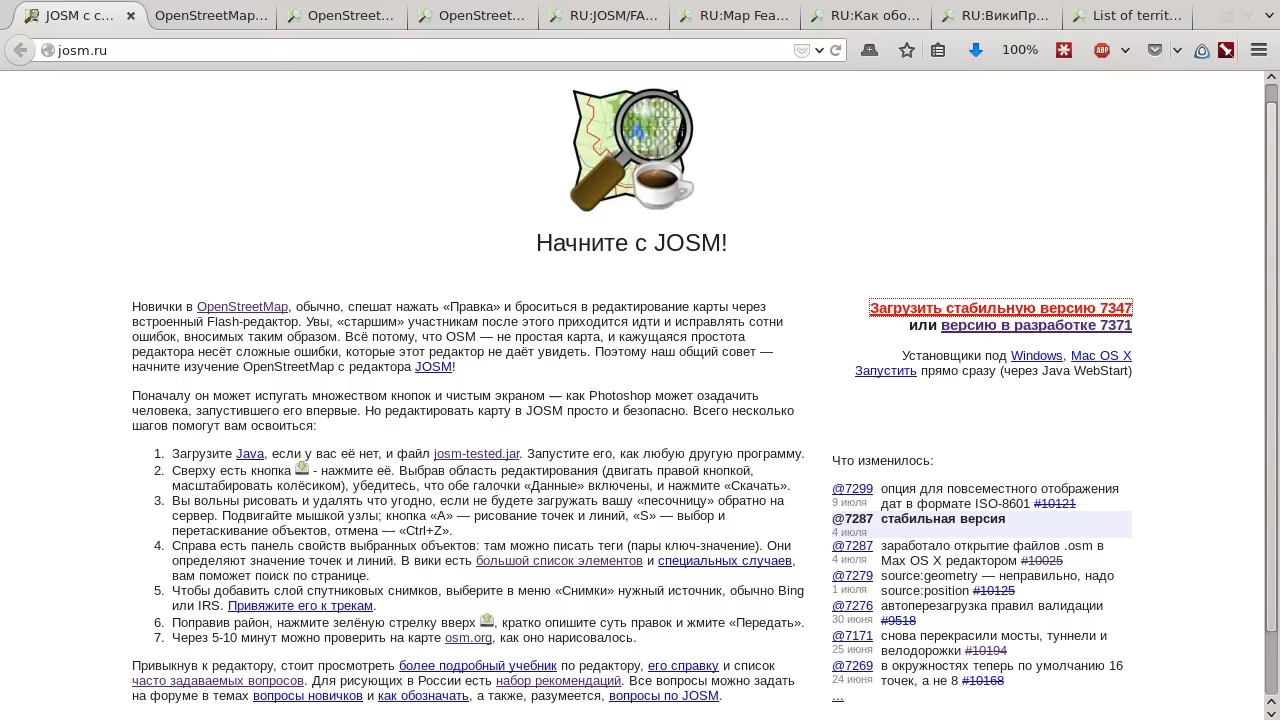 JOSM с с...
OpenStreetMap...
OpenStreet...
OpenStreet...
RU:JOSM/FA...
RU:Map Fea...
RU:Как обо...
RU:ВикиПр...
List of territ...
josm.ru
100%
ABP
Начните с JOSM!
Новички в OpenStreetMap, обычно, спешат нажать «Правка» и броситься в редактирование карты через
встроенный Flash-редактор. Увы, «старшим» участникам после этого приходится идти и исправлять сотни
ошибок, вносимых таким образом. Всё потому, что OSM — не простая карта, и кажущаяся простота
редактора несёт сложные ошибки, которые этот редактор не даёт увидеть. Поэтому наш общий совет —
начните изучение OpenStreetMap с редактора JOSM!
Поначалу он может испугать множеством кнопок и чистым экраном — как Photoshop может озадачить
человека, запустившего его впервые. Но редактировать карту в JOSM просто и безопасно. Всего несколько
шагов помогут вам освоиться:
1. Загрузите Java, если у вас её нет, и файл josm-tested.jar. Запустите его, как любую другую программу.
2. Сверху есть кнопка - нажмите её. Выбрав область редактирования (двигать правой кнопкой,
масштабировать колёсиком), убедитесь, что обе галочки «Данные» включены, и нажмите «Скачать».
3. Вы вольны рисовать и удалять что угодно, если не будете загружать вашу «песочницу» обратно на
сервер. Подвигайте мышкой узлы; кнопка «A» — рисование точек и линий, «S» — выбор и
перетаскивание объектов, отмена — «Ctrl+Z».
4. Справа есть панель свойств выбранных объектов: там можно писать теги (пары ключ-значение). Они
определяют значение точек и линий. В вики есть большой список элементов и специальных случаев,
вам поможет поиск по странице.
5. Чтобы добавить слой спутниковых снимков, выберите в меню «Снимки» нужный источник, обычно Bing
или IRS. Привяжите его к трекам.
6. Поправив район, нажмите зелёную стрелку вверх , кратко опишите суть правок и жмите «Передать».
7. Через 5-10 минут можно проверить на карте osm.org, как оно нарисовалось.
Привыкнув к редактору, стоит просмотреть более подробный учебник по редактору, его справку и список
часто задаваемых вопросов. Для рисующих в России есть набор рекомендаций. Все вопросы можно задать
на форуме в темах вопросы новичков и как обозначать, а также, разумеется, вопросы по JOSM.
Загрузить стабильную версию 7347
или версию в разработке 7371
Установщики под Windows, Mac OS X
Запустить прямо сразу (через Java WebStart)
Что изменилось:
@7299 опция для повсеместного отображения
9 июля дат в формате ISO-8601 #10121
@7287 стабильная версия
4 июля
@7287 заработало открытие файлов .osm в
4 июля Mac OS X редактором #10025
@7279 source:geometry — неправильно, надо
1 июля source:position #10125
@7276 автоперезагрузка правил валидации
30 июня #9518
@7171 снова перекрасили мосты, туннели и
25 июня велодорожки #10194
@7269 в окружностях теперь по умолчанию 16
24 июня точек, а не 8 #10168
...